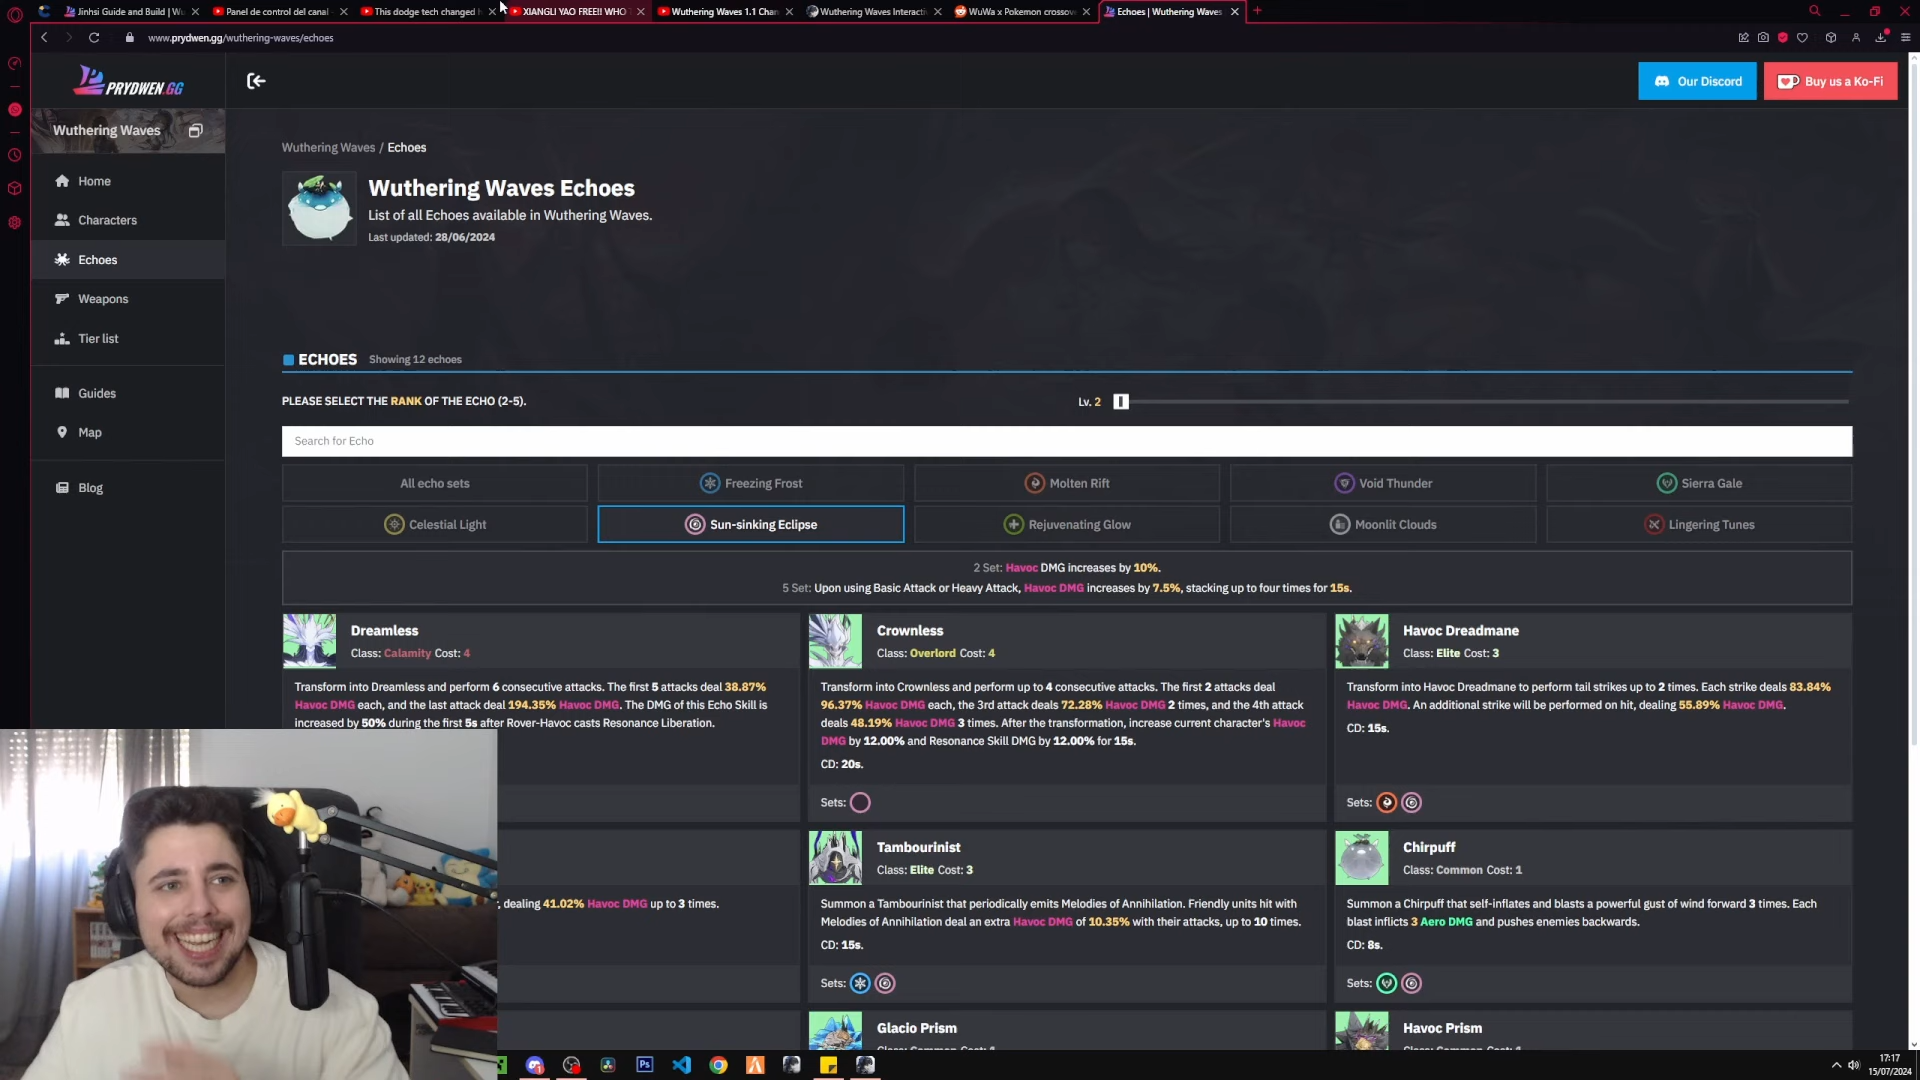 Jinhsi Guide and Build | Wu
Panel de control del canal
This dodge tech changed
XIANGLI YAO FREE!! WHO
Wuthering Waves 1.1 Chan
Wuthering Waves Interacti
WuWa x Pokemon crossov
Echoes | Wuthering Waves
www.prydwen.gg/wuthering-waves/echoes
PRYDWEN.GG
Our Discord
Buy us a Ko-Fi
Wuthering Waves
Home
Characters
Echoes
Weapons
Tier list
Guides
Map
Blog
Wuthering Waves / Echoes
Wuthering Waves Echoes
List of all Echoes available in Wuthering Waves.
Last updated: 28/06/2024
ECHOES Showing 12 echoes
PLEASE SELECT THE RANK OF THE ECHO (2-5).
Lv. 2
Search for Echo
All echo sets
Freezing Frost
Molten Rift
Void Thunder
Sierra Gale
Celestial Light
Sun-sinking Eclipse
Rejuvenating Glow
Moonlit Clouds
Lingering Tunes
2 Set: Havoc DMG increases by 10%.
5 Set: Upon using Basic Attack or Heavy Attack, Havoc DMG increases by 7.5%, stacking up to four times for 15s.
Dreamless
Class: Calamity Cost: 4
Transform into Dreamless and perform 6 consecutive attacks. The first 5 attacks deal 38.87%
Havoc DMG each, and the last attack deal 194.35% Havoc DMG. The DMG of this Echo Skill is
increased by 50% during the first 5s after Rover-Havoc casts Resonance Liberation.
Crownless
Class: Overlord Cost: 4
Transform into Crownless and perform up to 4 consecutive attacks. The first 2 attacks deal
96.37% Havoc DMG each, the 3rd attack deals 72.28% Havoc DMG 2 times, and the 4th attack
deals 48.19% Havoc DMG 3 times. After the transformation, increase current character's Havoc
DMG by 12.00% and Resonance Skill DMG by 12.00% for 15s.
CD: 20s.
Sets:
Havoc Dreadmane
Class: Elite Cost: 3
Transform into Havoc Dreadmane to perform tail strikes up to 2 times. Each strike deals 83.84%
Havoc DMG. An additional strike will be performed on hit, dealing 55.89% Havoc DMG.
CD: 15s.
Sets:
, dealing 41.02% Havoc DMG up to 3 times.
Tambourinist
Class: Elite Cost: 3
Summon a Tambourinist that periodically emits Melodies of Annihilation. Friendly units hit with
Melodies of Annihilation deal an extra Havoc DMG of 10.35% with their attacks, up to 10 times.
CD: 15s.
Sets:
Chirpuff
Class: Common Cost: 1
Summon a Chirpuff that self-inflates and blasts a powerful gust of wind forward 3 times. Each
blast inflicts 3 Aero DMG and pushes enemies backwards.
CD: 8s.
Sets:
Glacio Prism
Class: Common Cost: 1
Havoc Prism
Class: Common Cost: 1
Ps
17:17
15/07/2024